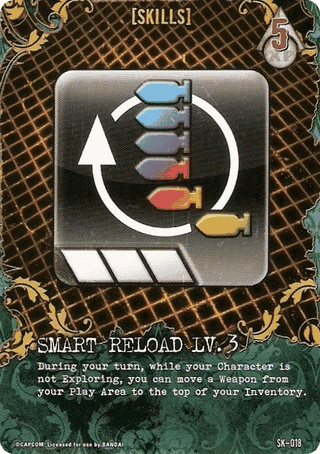 [SKILLS]
5
XP
SMART RELOAD LV.3
During your turn, while your Character is
not Exploring, you can move a Weapon from
your Play Area to the top of your Inventory.
©CAPCOM. Licensed for use by BANDAI
SK-018